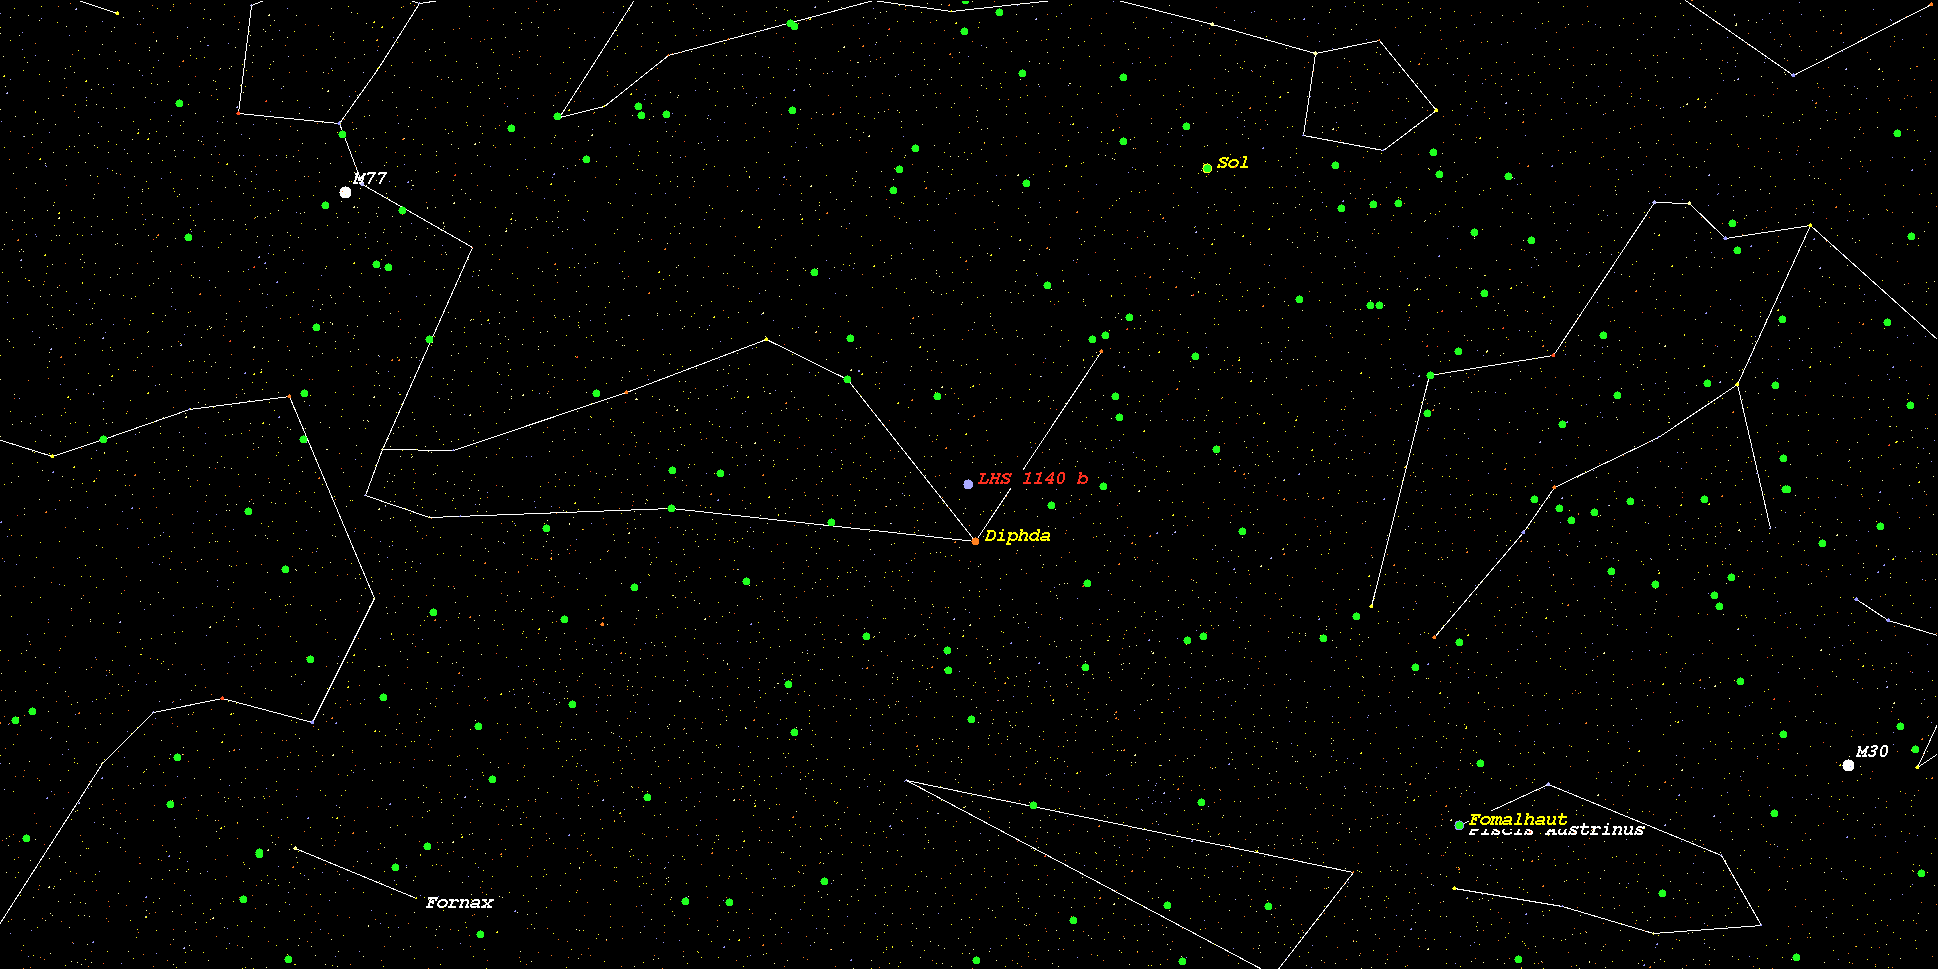 Sol
M77
LHS 1140 b
Diphda
M30
Fomalhaut
Piscis Austrinus
Fornax